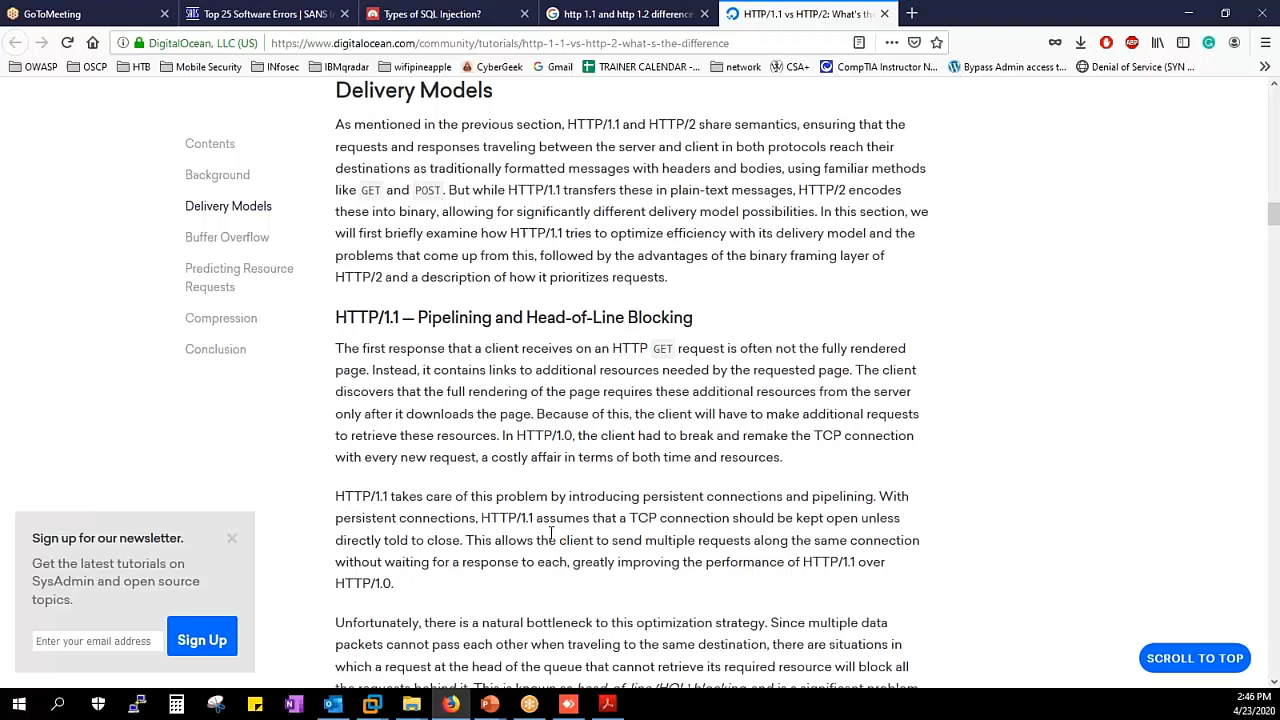 GoToMeeting
Top 25 Software Errors | SANS I
Types of SQL Injection?
http 1.1 and http 1.2 difference
HTTP/1.1 vs HTTP/2: What's the
DigitalOcean, LLC (US)
https://www.digitalocean.com/community/tutorials/http-1-1-vs-http-2-what-s-the-difference
OWASP
OSCP
HTB
Mobile Security
INfosec
IBMqradar
wifipineapple
CyberGeek
Gmail
TRAINER CALENDAR -...
network
CSA+
CompTIA Instructor N...
Bypass Admin access t...
Denial of Service (SYN ...
Delivery Models
As mentioned in the previous section, HTTP/1.1 and HTTP/2 share semantics, ensuring that the
requests and responses traveling between the server and client in both protocols reach their
destinations as traditionally formatted messages with headers and bodies, using familiar methods
like GET and POST. But while HTTP/1.1 transfers these in plain-text messages, HTTP/2 encodes
these into binary, allowing for significantly different delivery model possibilities. In this section, we
will first briefly examine how HTTP/1.1 tries to optimize efficiency with its delivery model and the
problems that come up from this, followed by the advantages of the binary framing layer of
HTTP/2 and a description of how it prioritizes requests.
Contents
Background
Delivery Models
Buffer Overflow
Predicting Resource
Requests
Compression
Conclusion
HTTP/1.1 — Pipelining and Head-of-Line Blocking
The first response that a client receives on an HTTP GET request is often not the fully rendered
page. Instead, it contains links to additional resources needed by the requested page. The client
discovers that the full rendering of the page requires these additional resources from the server
only after it downloads the page. Because of this, the client will have to make additional requests
to retrieve these resources. In HTTP/1.0, the client had to break and remake the TCP connection
with every new request, a costly affair in terms of both time and resources.
HTTP/1.1 takes care of this problem by introducing persistent connections and pipelining. With
persistent connections, HTTP/1.1 assumes that a TCP connection should be kept open unless
directly told to close. This allows the client to send multiple requests along the same connection
without waiting for a response to each, greatly improving the performance of HTTP/1.1 over
HTTP/1.0.
Unfortunately, there is a natural bottleneck to this optimization strategy. Since multiple data
packets cannot pass each other when traveling to the same destination, there are situations in
which a request at the head of the queue that cannot retrieve its required resource will block all
the requests behind it. This is known as head-of-line (HOL) blocking and is a significant problem
Sign up for our newsletter.
Get the latest tutorials on
SysAdmin and open source
topics.
Enter your email address
Sign Up
SCROLL TO TOP
2:46 PM
4/23/2020